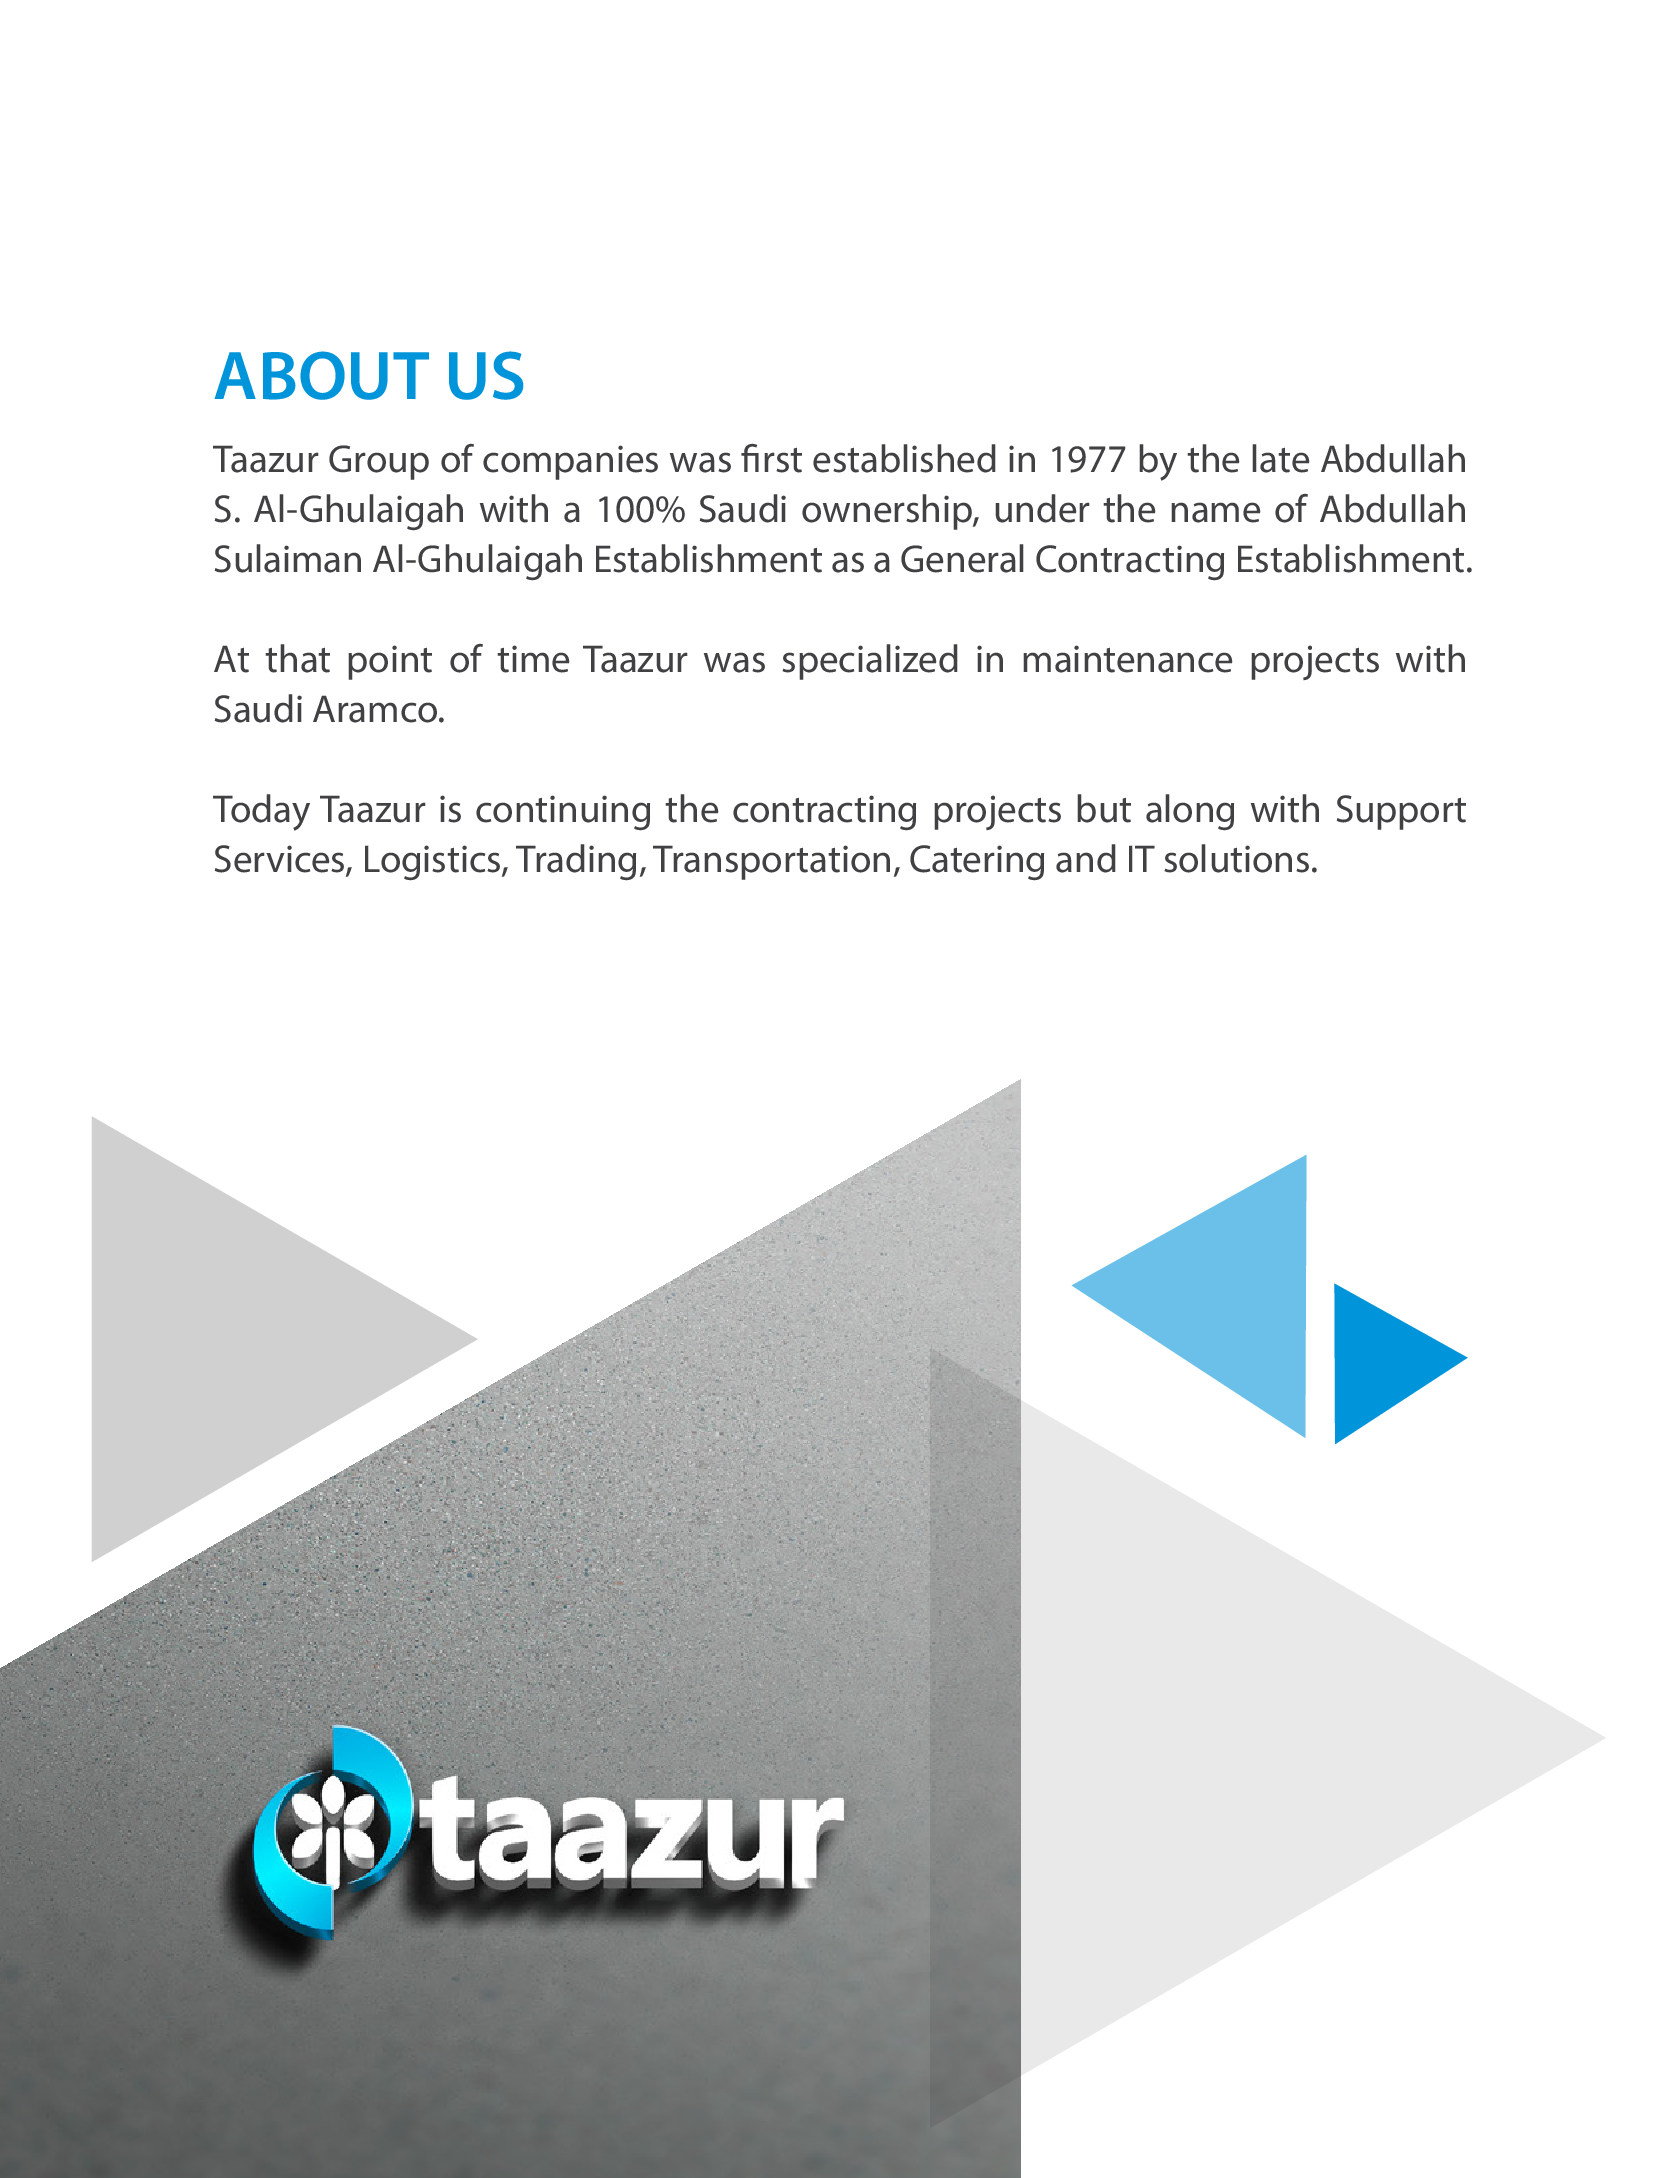 ABOUT US
Taazur Group of companies was first established in 1977 by the late Abdullah
S. Al-Ghulaigah with a 100% Saudi ownership, under the name of Abdullah
Sulaiman Al-Ghulaigah Establishment as a General Contracting Establishment.
At that point of time Taazur was specialized in maintenance projects with
Saudi Aramco.
Today Taazur is continuing the contracting projects but along with Support
Services, Logistics, Trading, Transportation, Catering and IT solutions.
taazur